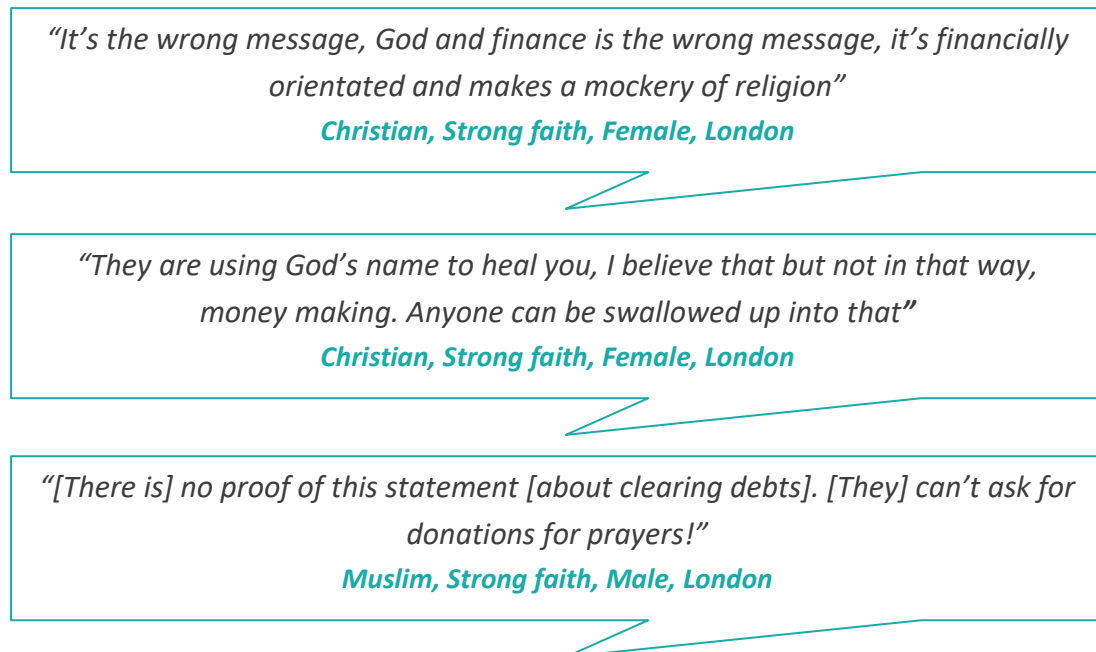 “It’s the wrong message, God and finance is the wrong message, it’s financially
orientated and makes a mockery of religion”
Christian, Strong faith, Female, London
“They are using God’s name to heal you, I believe that but not in that way,
money making. Anyone can be swallowed up into that”
Christian, Strong faith, Female, London
“[There is] no proof of this statement [about clearing debts]. [They] can’t ask for
donations for prayers!”
Muslim, Strong faith, Male, London